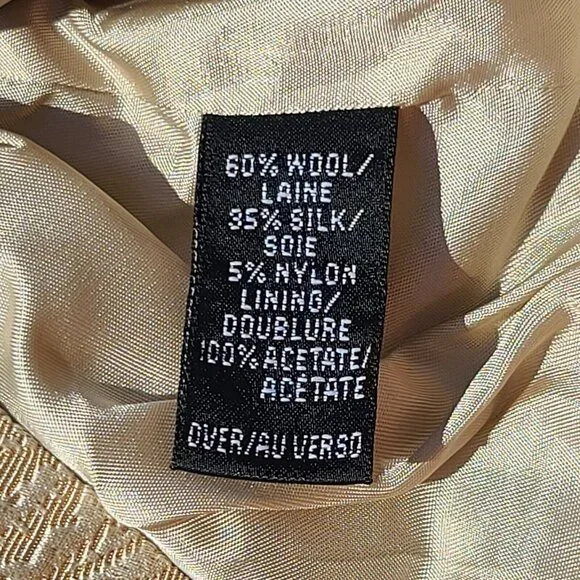 60% WOOL/
LAINE
35% SILK/
SOIE
5% NYLON
LINING/
DOUBLURE
100% ACETATE/
ACÉTATE
OVER/AU VERSO